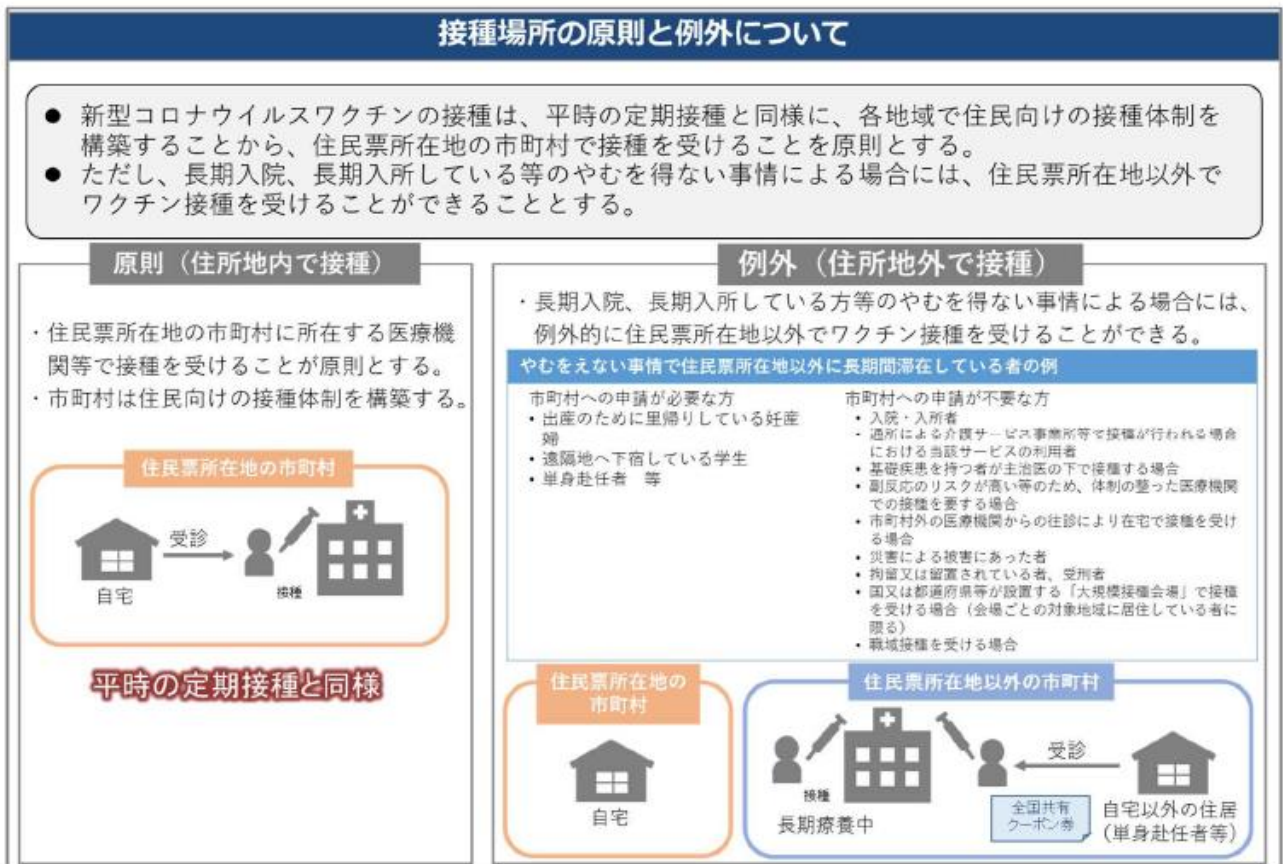 接種場所の原則と例外について
● 新型コロナウイルスワクチンの接種は、平時の定期接種と同様に、各地域で住民向けの接種体制を
構築することから、住民票所在地の市町村で接種を受けることを原則とする。
● ただし、長期入院、長期入所している等のやむを得ない事情による場合には、住民票所在地以外で
ワクチン接種を受けることができることとする。
原則（住所地内で接種）
・住民票所在地の市町村に所在する医療機
関等で接種を受けることが原則とする。
・市町村は住民向けの接種体制を構築する。
住民票所在地の市町村
受診
自宅
接種
平時の定期接種と同様
例外（住所地外で接種）
・長期入院、長期入所している方等のやむを得ない事情による場合には、
例外的に住民票所在地以外でワクチン接種を受けることができる。
やむをえない事情で住民票所在地以外に長期間滞在している者の例
市町村への申請が必要な方
• 出産のために里帰りしている妊産
婦
• 遠隔地へ下宿している学生
• 単身赴任者　等
市町村への申請が不要な方
• 入院・入所者
- 通所による介護サービス事業所等で接種が行われる場合
における当該サービスの利用者
• 基礎疾患を持つ者が主治医の下で接種する場合
• 副反応のリスクが高い等のため、体制の整った医療機関
での接種を要する場合
• 市町村外の医療機関からの往診により在宅で接種を受け
る場合
• 災害による被害にあった者
• 拘留又は留置されている者、受刑者
• 国又は都道府県等が設置する「大規模接種会場」で接種
を受ける場合（会場ごとの対象地域に居住している者に
限る）
• 職域接種を受ける場合
住民票所在地の
市町村
自宅
住民票所在地以外の市町村
接種
長期療養中
受診
全国共有
クーポン券
自宅以外の住居
(単身赴任者等)